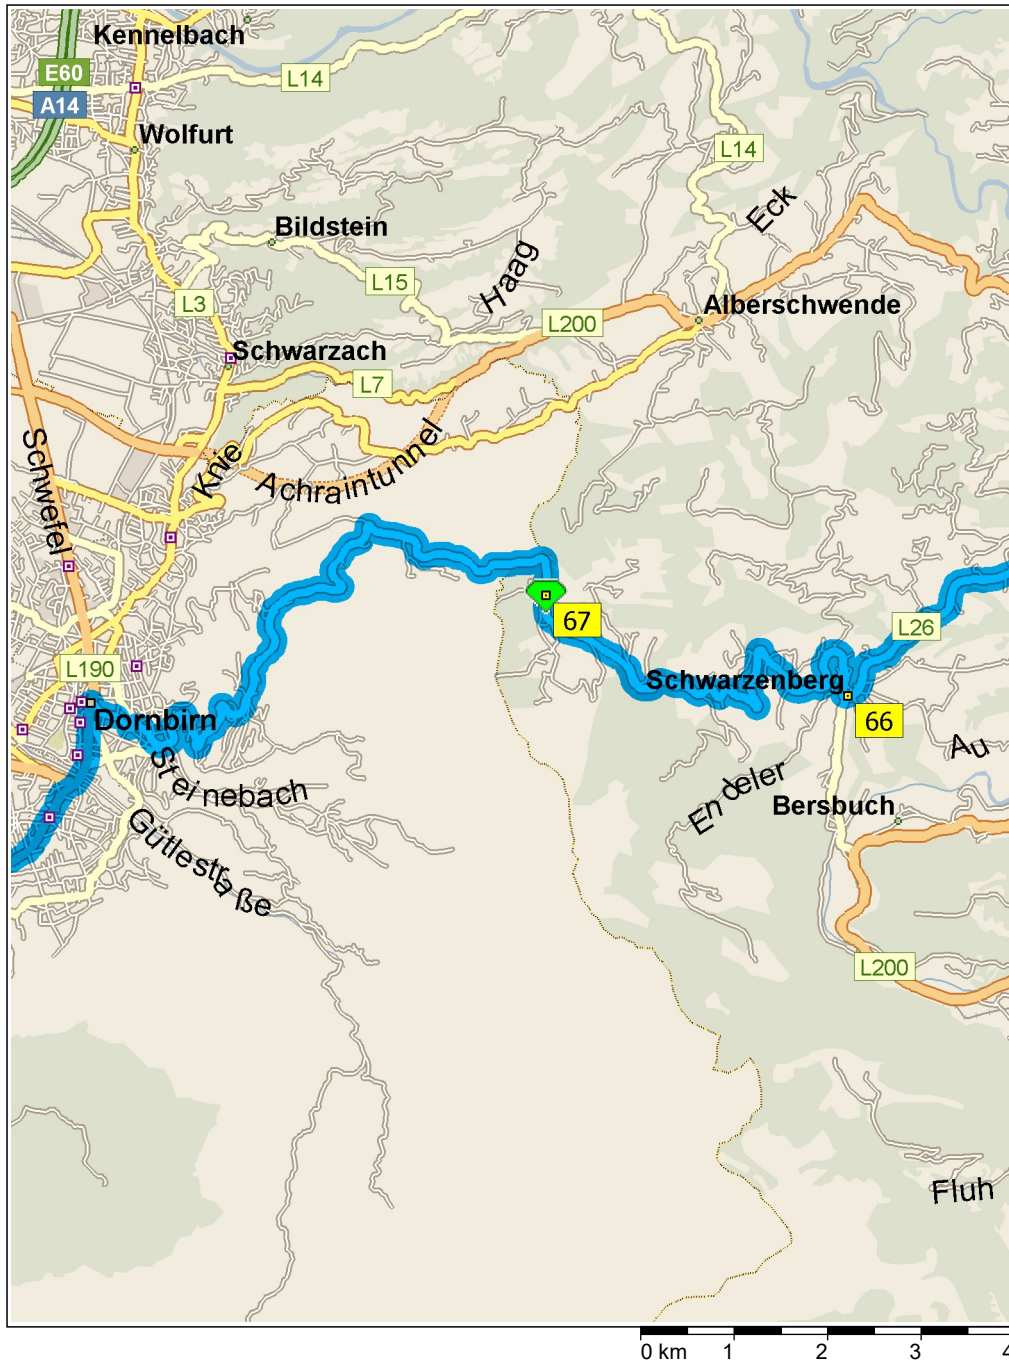 Kennelbach
E60
L14
A14
Wolfurt
L14
Eck
Bildstein
Haag
L15
L3
Alberschwende
L200
Schwarzach
L7
Schwefel
Knie
Achraintunnel
67
L26
L190
Schwarzenberg
Dornbirn
66
Au
Steinebach
Endeler
Bersbuch
Gütlestraße
L200
Fluh
0 km 1 2 3 4